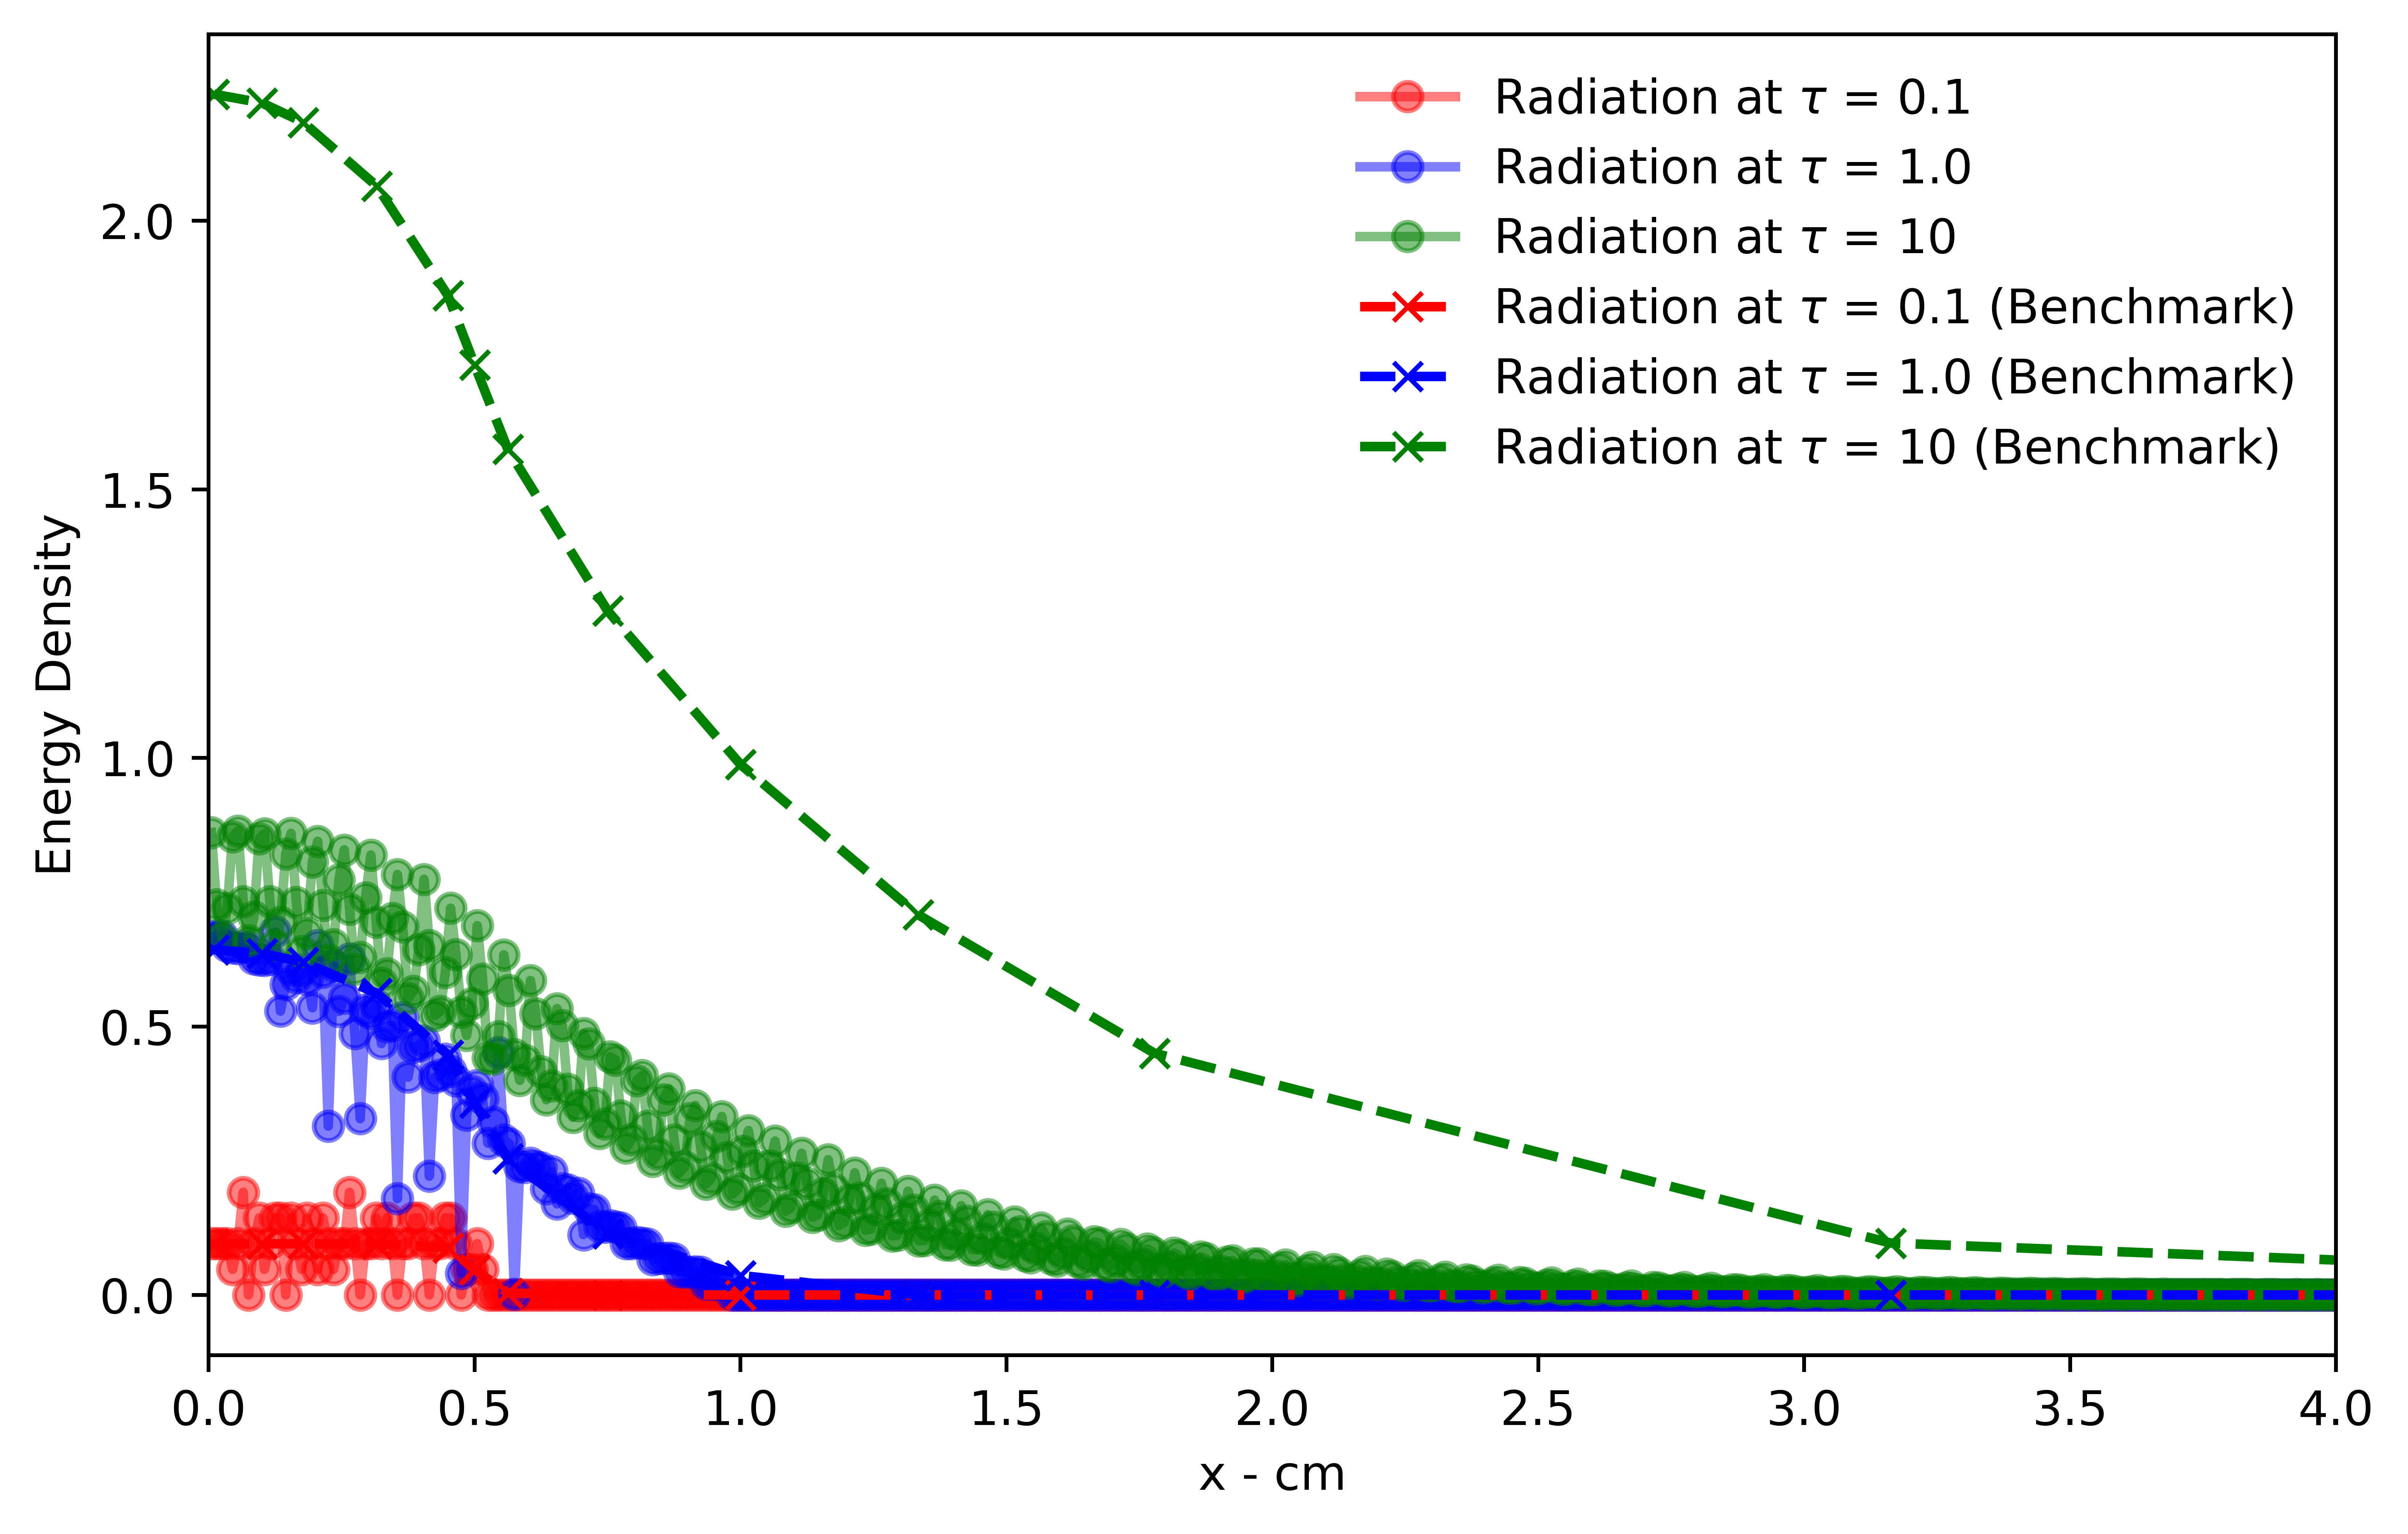 Radiation at τ = 0.1
Radiation at τ = 1.0
Radiation at τ = 10
Radiation at τ = 0.1 (Benchmark)
Radiation at τ = 1.0 (Benchmark)
Radiation at τ = 10 (Benchmark)
Energy Density
2.0
1.5
1.0
0.5
0.0
0.0 0.5 1.0 1.5 2.0 2.5 3.0 3.5 4.0
x - cm